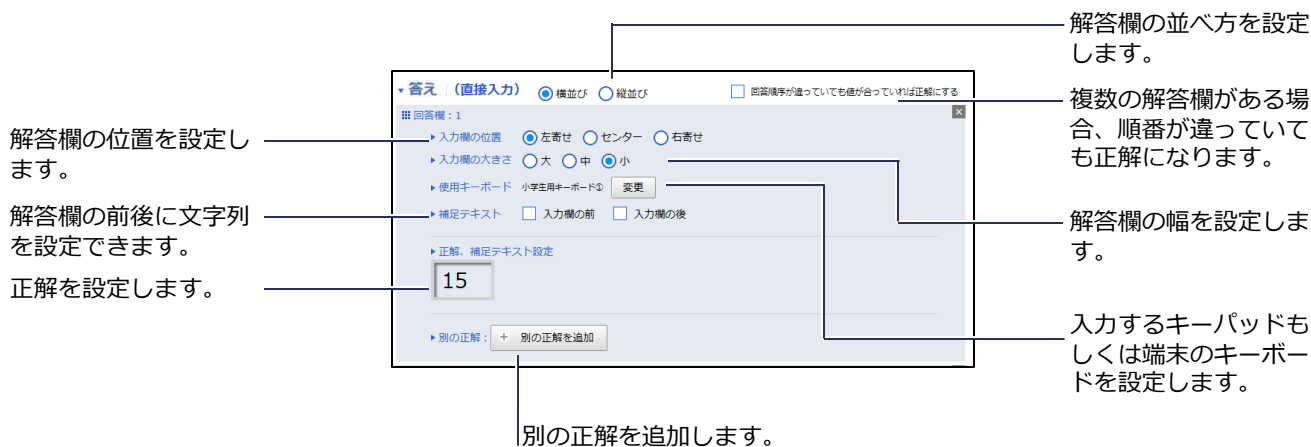 解答欄の並べ方を設定
します。
答え （直接入力） 横並び 縦並び 回答順序が違っていても値が合っていれば正解にする
回答欄：1
複数の解答欄がある場
合、順番が違っていて
も正解になります。
解答欄の位置を設定し
ます。
入力欄の位置 左寄せ センター 右寄せ
入力欄の大きさ 大 中 小
使用キーボード 小学生用キーボード① 変更
解答欄の前後に文字列
を設定できます。
補足テキスト 入力欄の前 入力欄の後
解答欄の幅を設定しま
す。
正解、補足テキスト設定
正解を設定します。
15
入力するキーパッドも
しくは端末のキーボー
ドを設定します。
別の正解： + 別の正解を追加
別の正解を追加します。